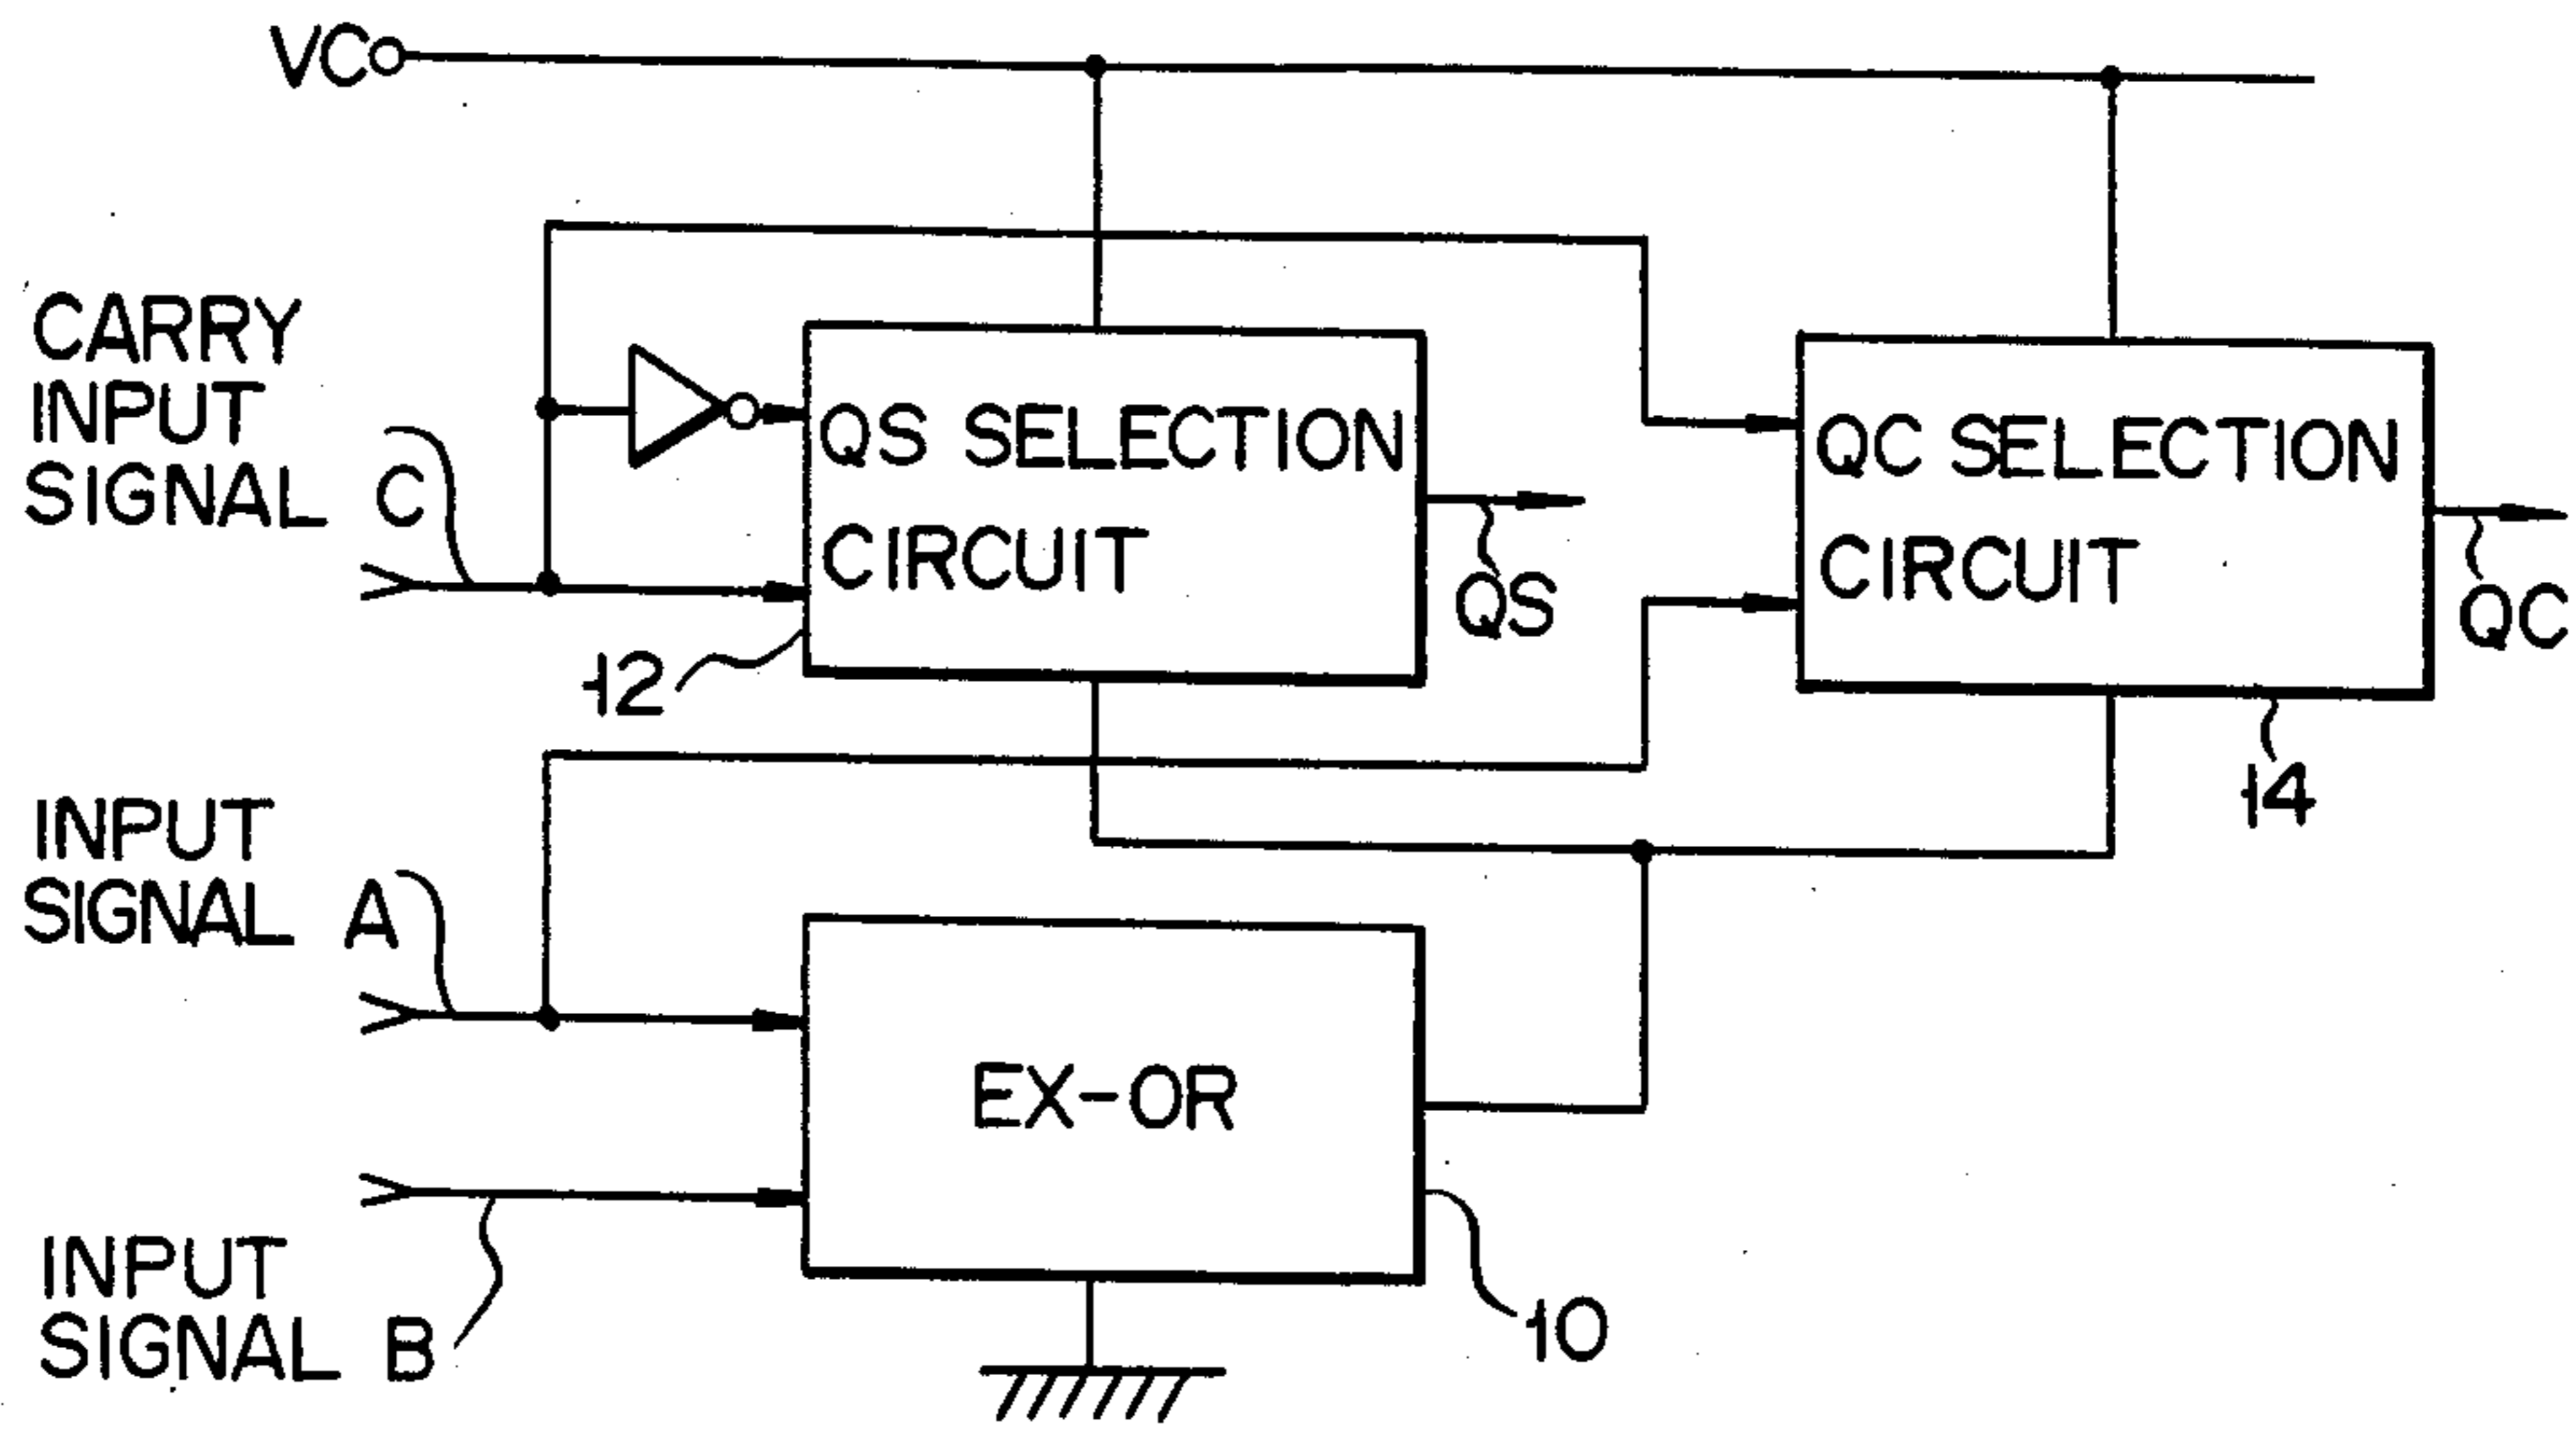 VC
CARRY
INPUT
SIGNAL C
QS SELECTION
CIRCUIT
QS
12
QC SELECTION
CIRCUIT
QC
14
INPUT
SIGNAL A
EX-OR
10
INPUT
SIGNAL B